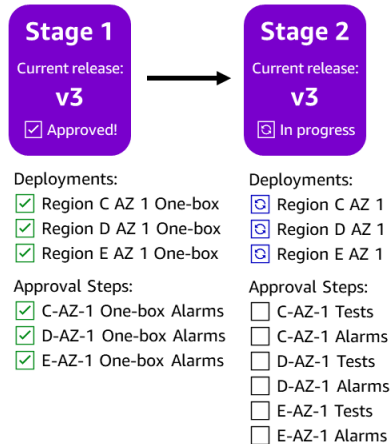 Stage 1
Current release:
v3
Approved!
Deployments:
Region C AZ 1 One-box
Region D AZ 1 One-box
Region E AZ 1 One-box
Approval Steps:
C-AZ-1 One-box Alarms
D-AZ-1 One-box Alarms
E-AZ-1 One-box Alarms
Stage 2
Current release:
v3
In progress
Deployments:
Region C AZ 1
Region D AZ 1
Region E AZ 1
Approval Steps:
C-AZ-1 Tests
C-AZ-1 Alarms
D-AZ-1 Tests
D-AZ-1 Alarms
E-AZ-1 Tests
E-AZ-1 Alarms